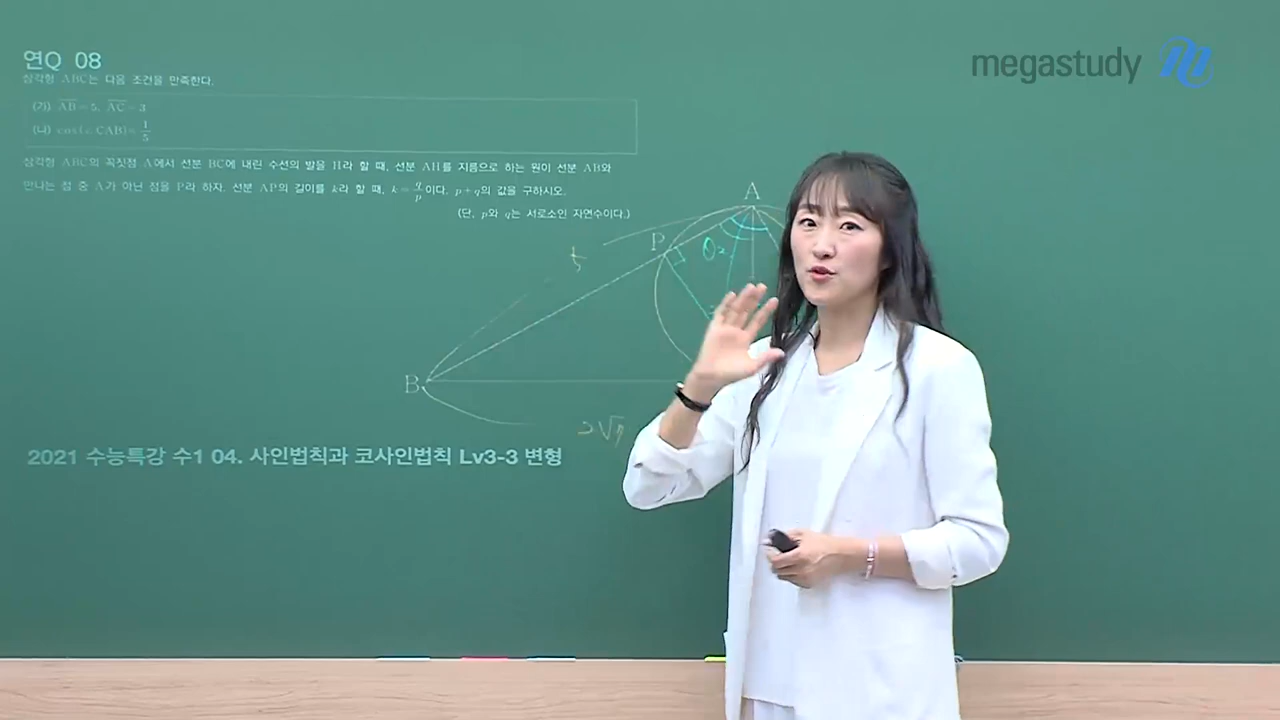 megastudy
연Q 08
삼각형 ABC는 다음 조건을 만족한다.
(가) AB=5, AC=3
(나) cos(∠CAB)=1/5
삼각형 ABC의 꼭짓점 A에서 선분 BC에 내린 수선의 발을 H라 할 때, 선분 AH를 지름으로 하는 원이 선분 AB와
만나는 점 중 A가 아닌 점을 P라 하자. 선분 AP의 길이를 k라 할 때, k=q/p이다. p+q의 값을 구하시오.
(단, p와 q는 서로소인 자연수이다.)
A
P
θ₂
5
B
2√7
2021 수능특강 수1 04. 사인법칙과 코사인법칙 Lv3-3 변형